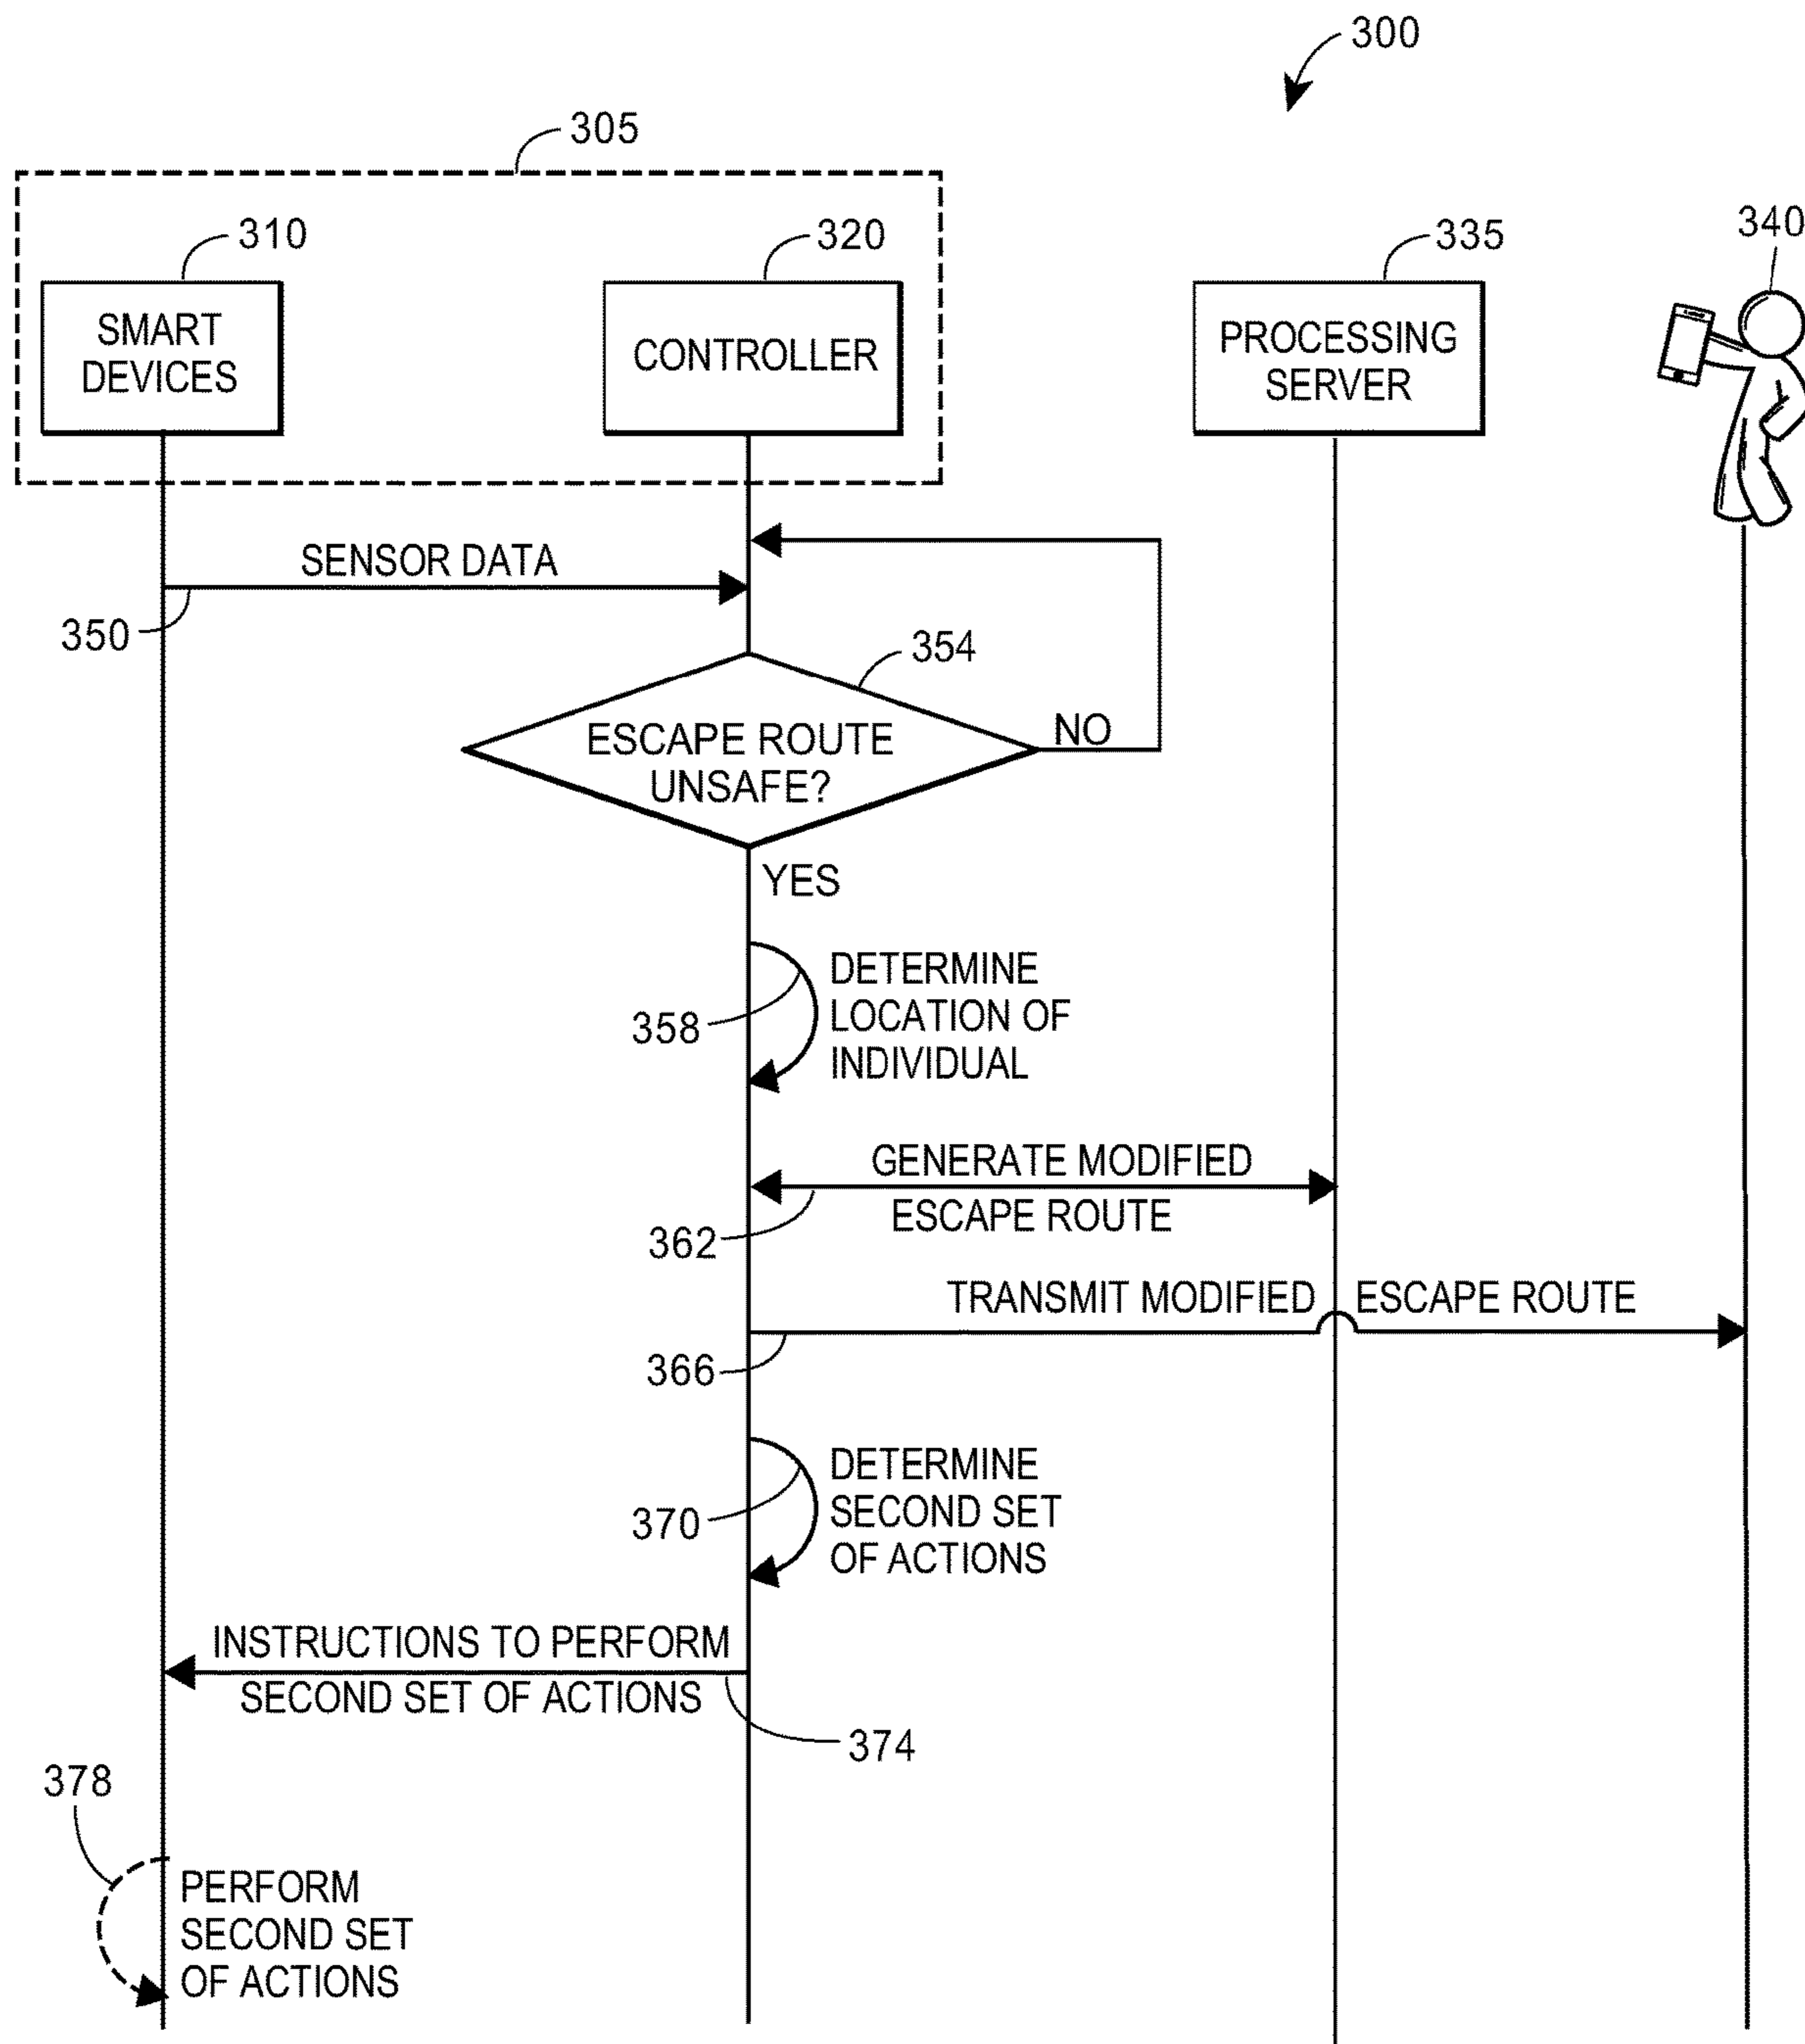 300
305
310
320
335
340
SMART
DEVICES
CONTROLLER
PROCESSING
SERVER
SENSOR DATA
350
354
ESCAPE ROUTE
UNSAFE?
NO
YES
358
DETERMINE
LOCATION OF
INDIVIDUAL
GENERATE MODIFIED
ESCAPE ROUTE
362
TRANSMIT MODIFIED ESCAPE ROUTE
366
370
DETERMINE
SECOND SET
OF ACTIONS
INSTRUCTIONS TO PERFORM
SECOND SET OF ACTIONS
374
378
PERFORM
SECOND SET
OF ACTIONS